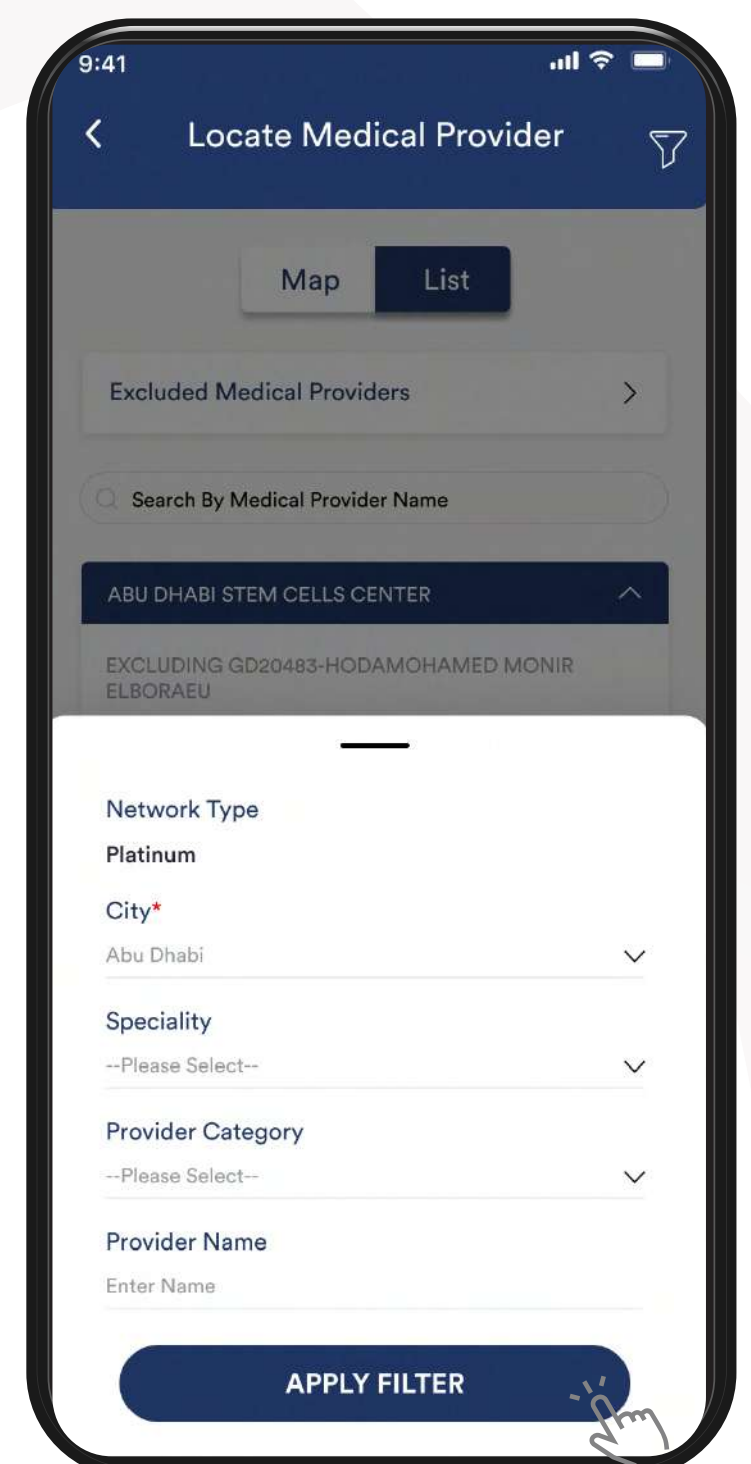 9:41
Locate Medical Provider
Map List
Excluded Medical Providers
Search By Medical Provider Name
ABU DHABI STEM CELLS CENTER
EXCLUDING GD20483-HODAMOHAMED MONIR
ELBORAEU
Network Type
Platinum
City*
Abu Dhabi
Speciality
--Please Select--
Provider Category
--Please Select--
Provider Name
Enter Name
APPLY FILTER